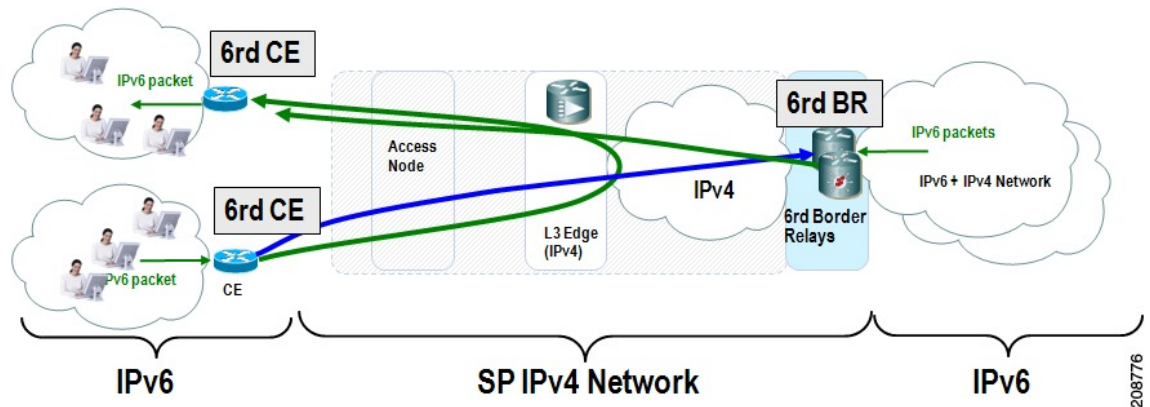 6rd CE
IPv6 packet
6rd BR
IPv6 packets
Access
Node
IPv4
IPv6 + IPv4 Network
6rd CE
6rd Border
Relays
L3 Edge
(IPv4)
Pv6 packet
CE
IPv6
SP IPv4 Network
IPv6
208776